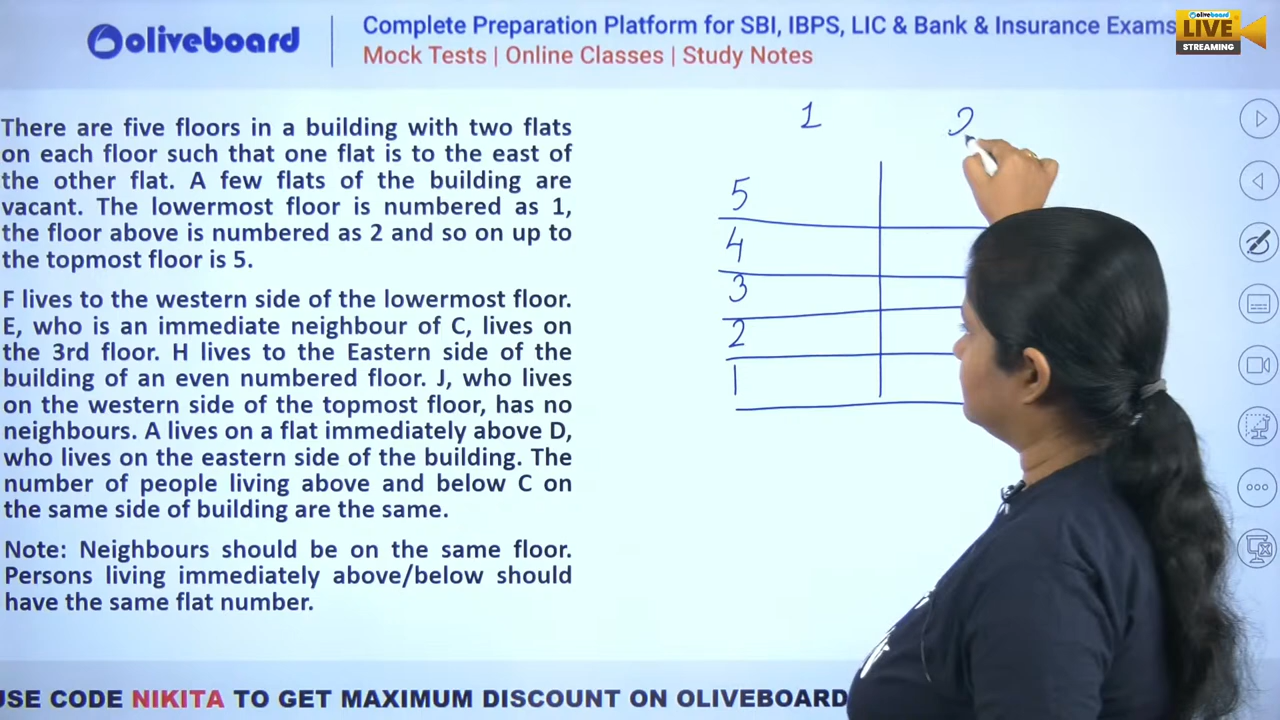 oliveboard
Complete Preparation Platform for SBI, IBPS, LIC & Bank & Insurance Exams
Mock Tests | Online Classes | Study Notes
oliveboard
LIVE
STREAMING
There are five floors in a building with two flats
on each floor such that one flat is to the east of
the other flat. A few flats of the building are
vacant. The lowermost floor is numbered as 1,
the floor above is numbered as 2 and so on up to
the topmost floor is 5.
F lives to the western side of the lowermost floor.
E, who is an immediate neighbour of C, lives on
the 3rd floor. H lives to the Eastern side of the
building of an even numbered floor. J, who lives
on the western side of the topmost floor, has no
neighbours. A lives on a flat immediately above D,
who lives on the eastern side of the building. The
number of people living above and below C on
the same side of building are the same.
Note: Neighbours should be on the same floor.
Persons living immediately above/below should
have the same flat number.
1 2
5
4
3
2
1
USE CODE NIKITA TO GET MAXIMUM DISCOUNT ON OLIVEBOARD